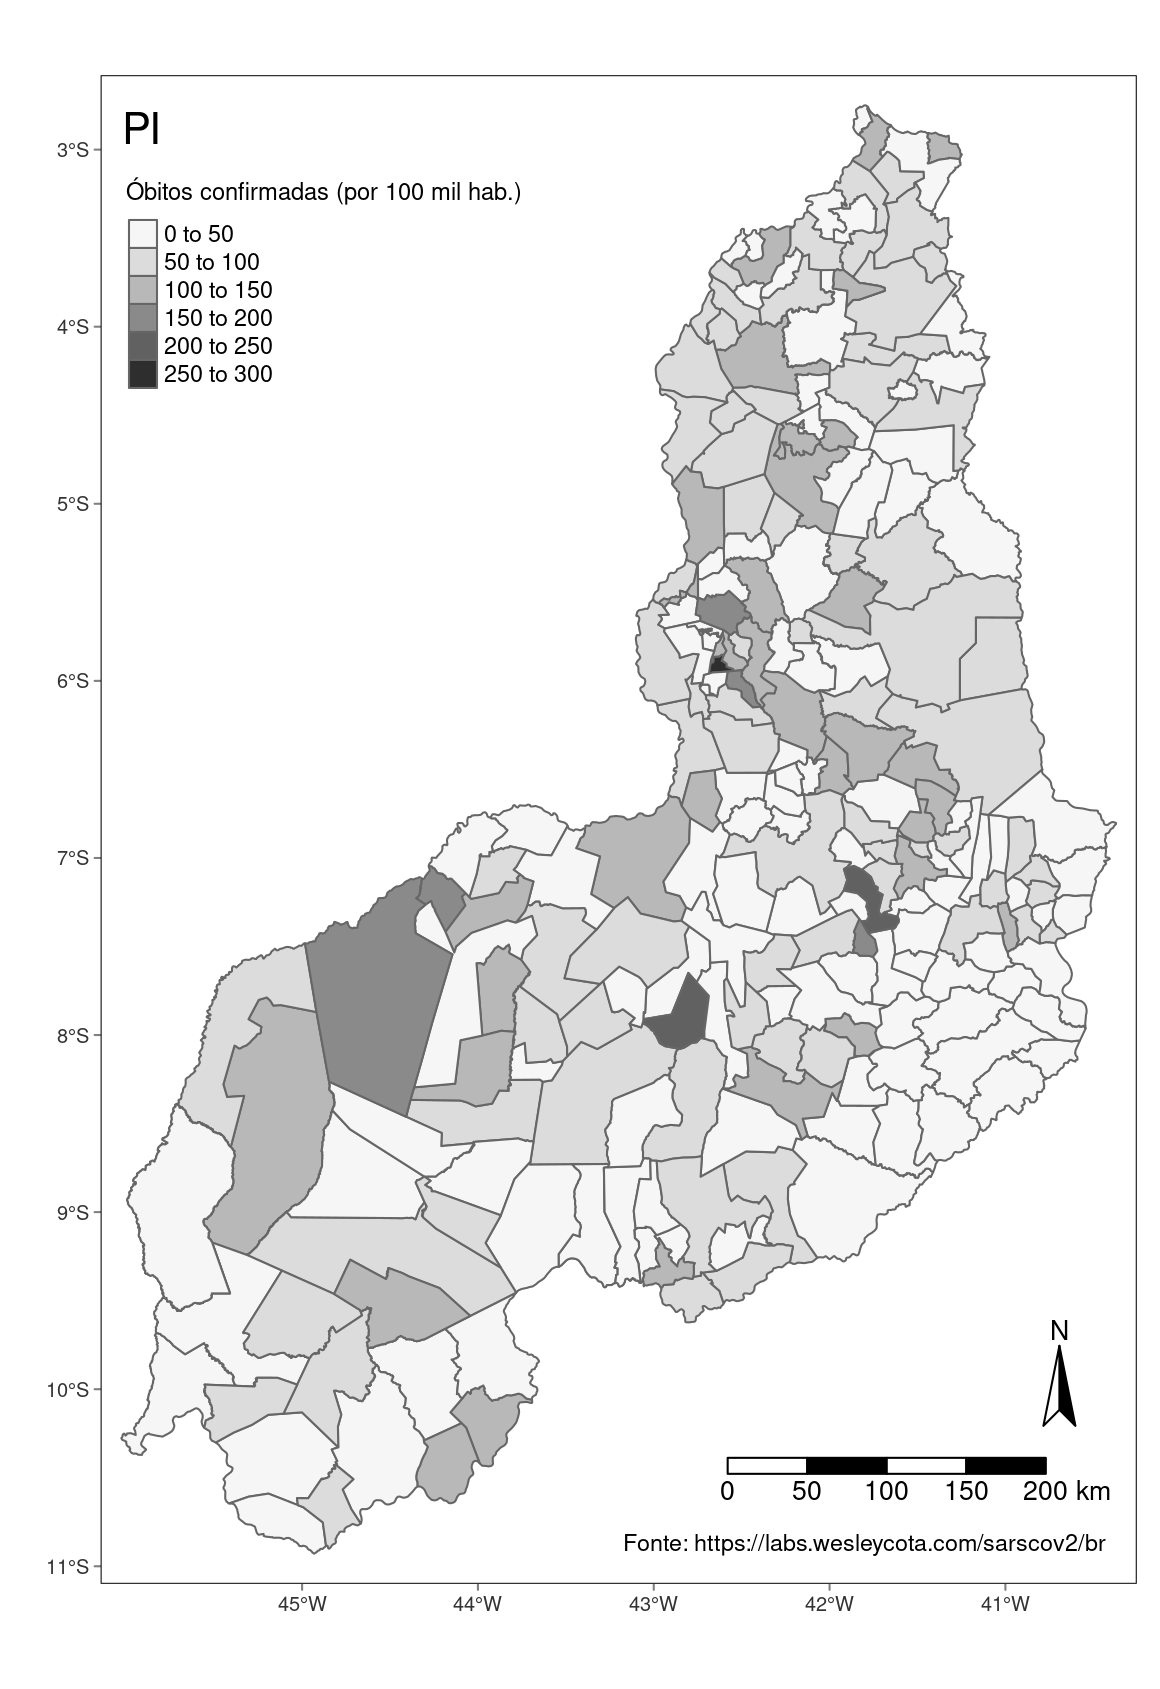 PI
Óbitos confirmadas (por 100 mil hab.)
0 to 50
50 to 100
100 to 150
150 to 200
200 to 250
250 to 300
3°S
4°S
5°S
6°S
7°S
8°S
9°S
10°S
11°S
N
0 50 100 150 200 km
Fonte: https://labs.wesleycota.com/sarscov2/br
45°W 44°W 43°W 42°W 41°W